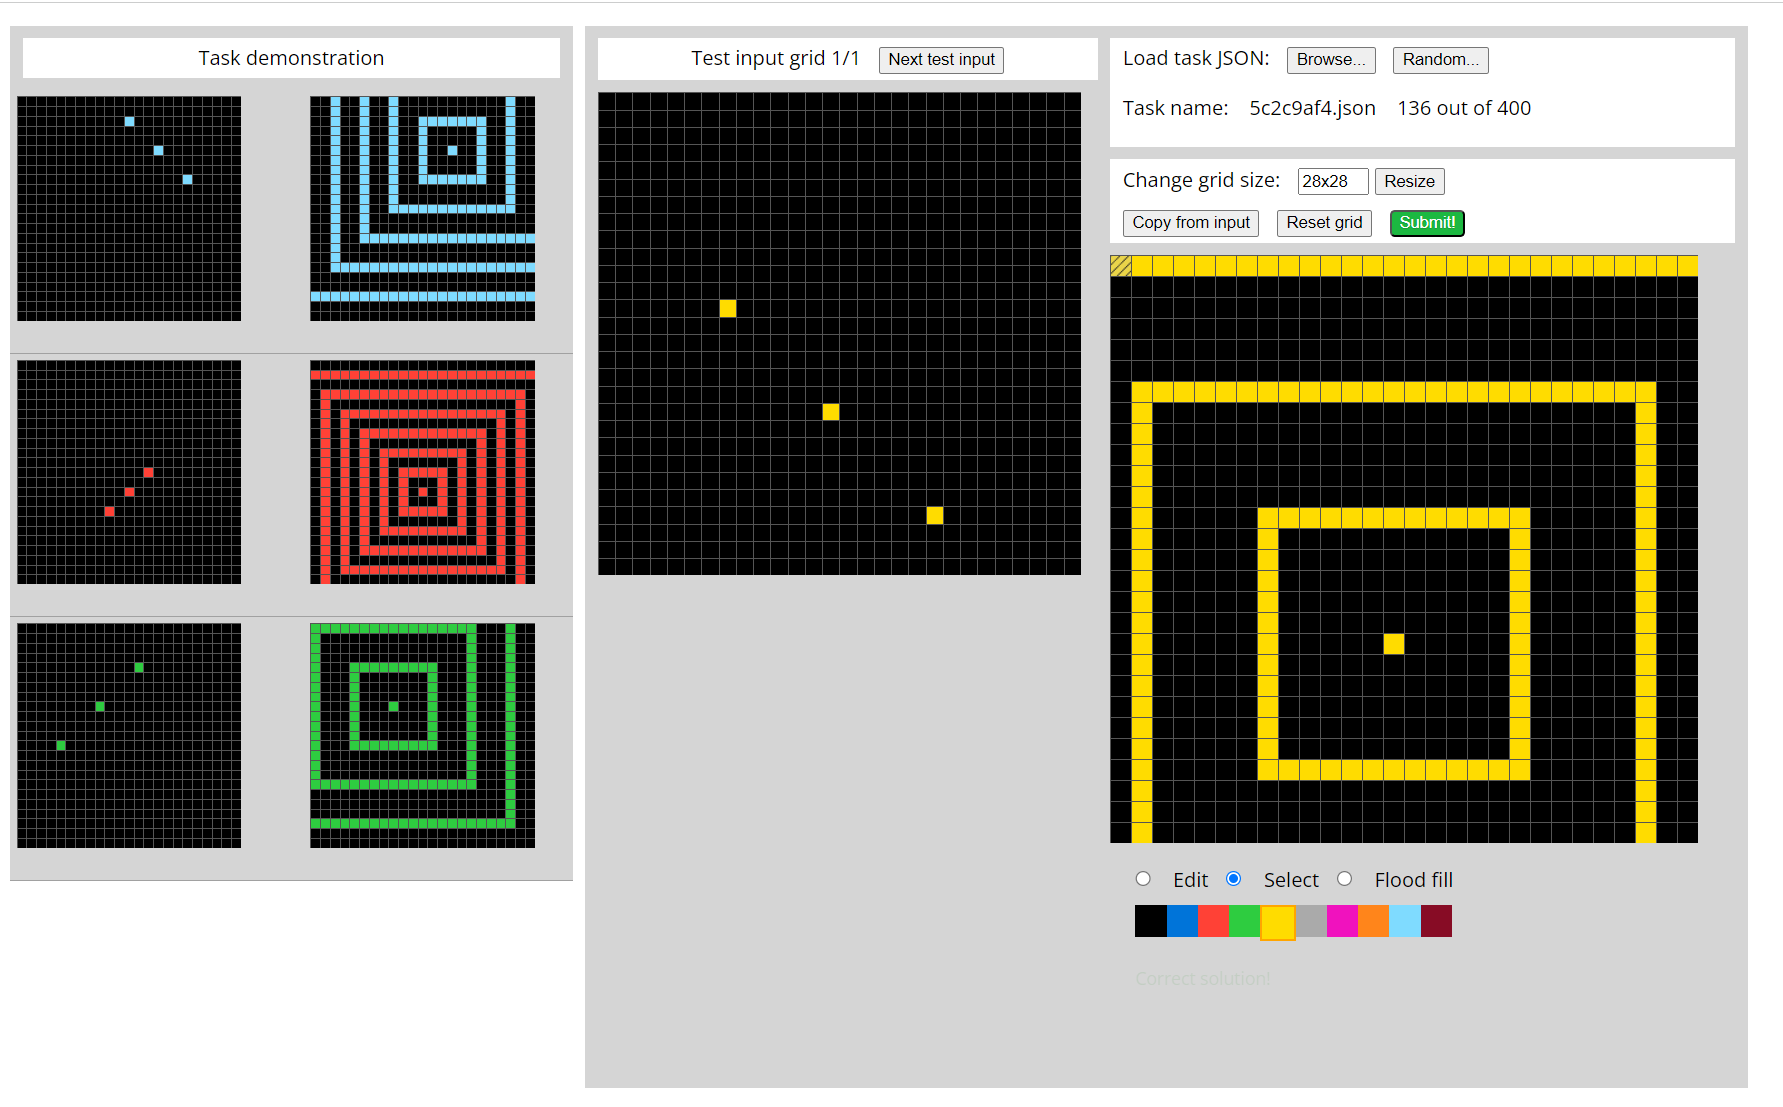 Task demonstration
Test input grid 1/1 Next test input
Load task JSON: Browse... Random...
Task name: 5c2c9af4.json 136 out of 400
Change grid size: 28x28 Resize
Copy from input Reset grid Submit!
Edit Select Flood fill
Correct solution!